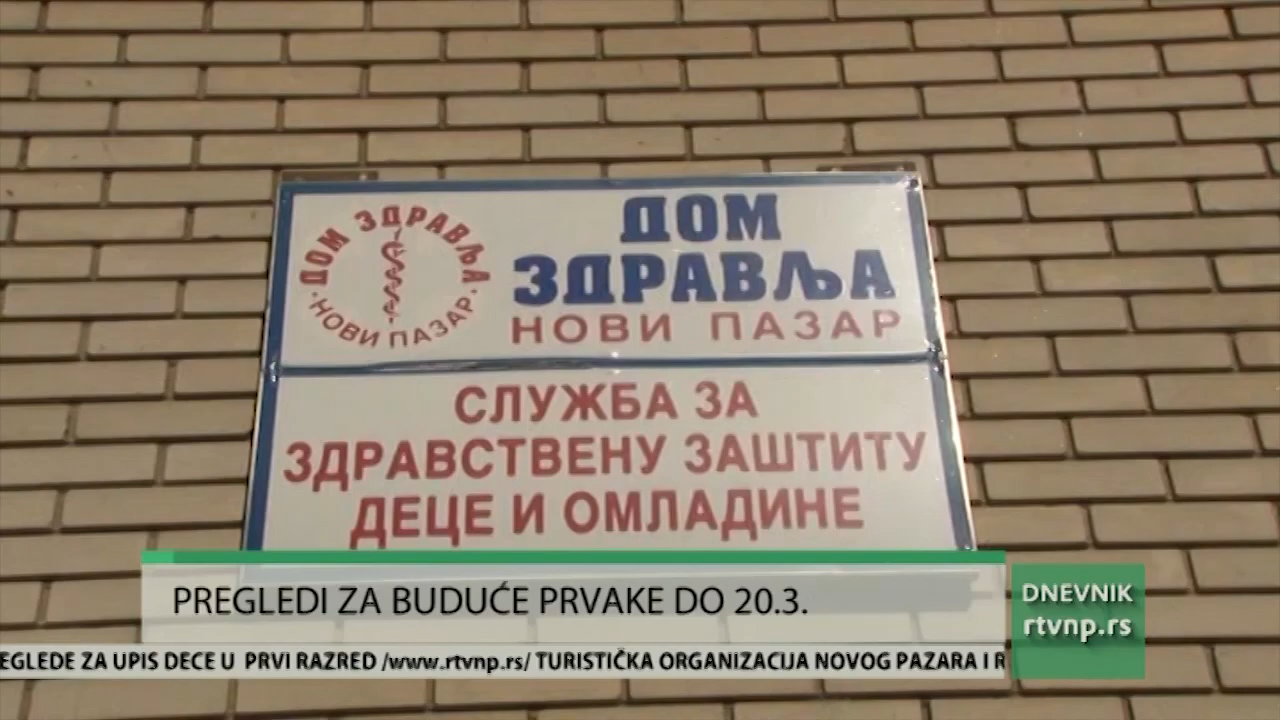 ДОМ ЗДРАВЉА
· НОВИ ПАЗАР ·
ДОМ
ЗДРАВЉА
НОВИ ПАЗАР
СЛУЖБА ЗА
ЗДРАВСТВЕНУ ЗАШТИТУ
ДЕЦЕ И ОМЛАДИНЕ
PREGLEDI ZA BUDUĆE PRVAKE DO 20.3.
DNEVNIK
rtvnp.rs
EGLEDE ZA UPIS DECE U PRVI RAZRED /www.rtvnp.rs/ TURISTIČKA ORGANIZACIJA NOVOG PAZARA I R